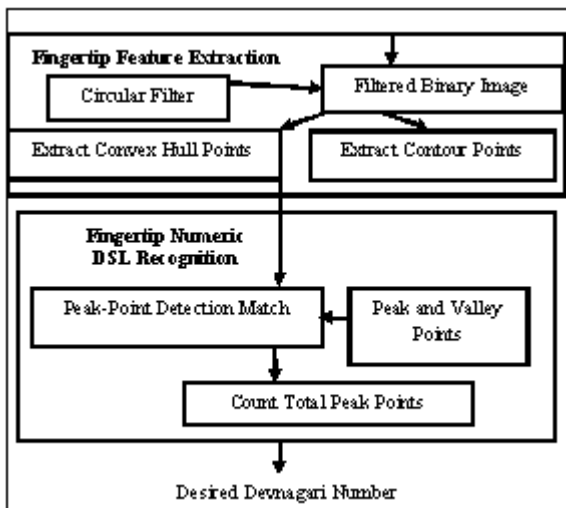 Fingertip Feature Extraction
Circular Filter
Filtered Binary Image
Extract Convex Hull Points
Extract Contour Points
Fingertip Numeric
DSL Recognition
Peak-Point Detection Match
Peak and Valley
Points
Count Total Peak Points
Desired Devnagari Number